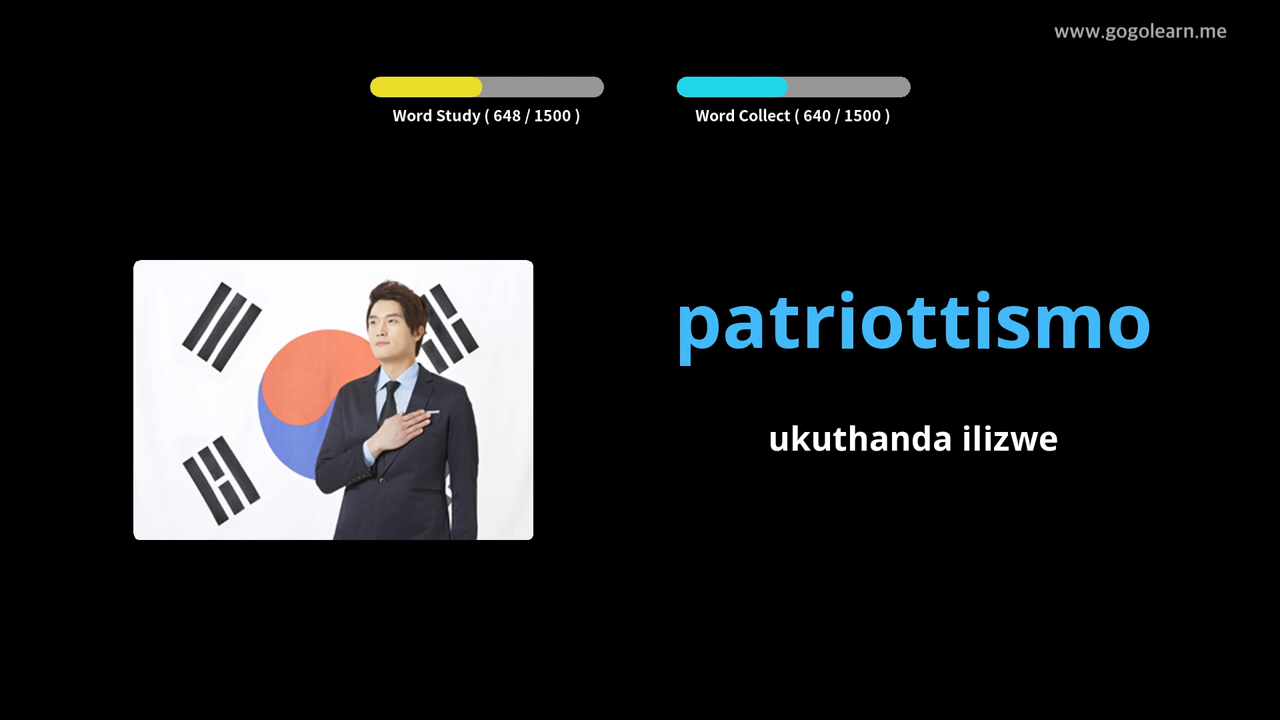 www.gogolearn.me
Word Study ( 648 / 1500 )
Word Collect ( 640 / 1500 )
patriottismo
ukuthanda ilizwe